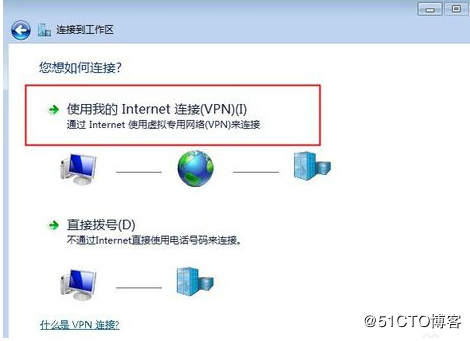 连接到工作区
您想如何连接?
使用我的 Internet 连接(VPN)(I)
通过 Internet 使用虚拟专用网络(VPN)来连接
直接拨号(D)
不通过Internet直接使用电话号码来连接。
什么是 VPN 连接?
@51CTO博客